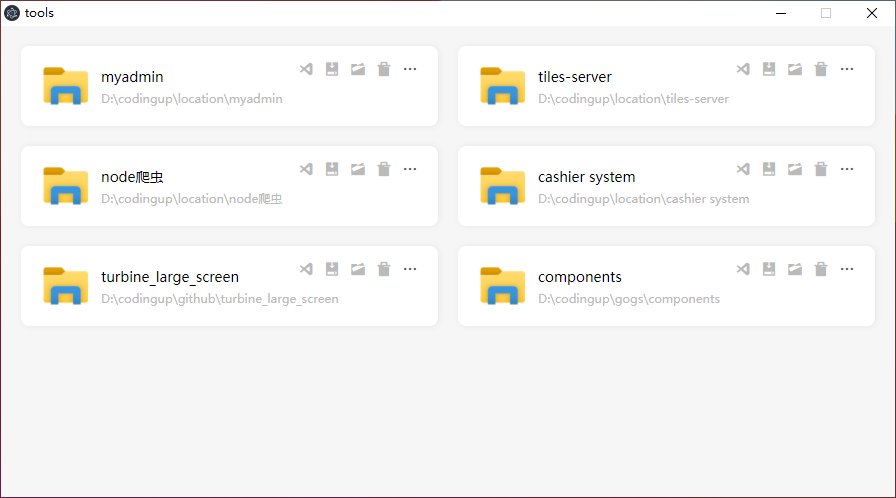 tools
myadmin
D:\codingup\location\myadmin
tiles-server
D:\codingup\location\tiles-server
node爬虫
D:\codingup\location\node爬虫
cashier system
D:\codingup\location\cashier system
turbine_large_screen
D:\codingup\github\turbine_large_screen
components
D:\codingup\gogs\components